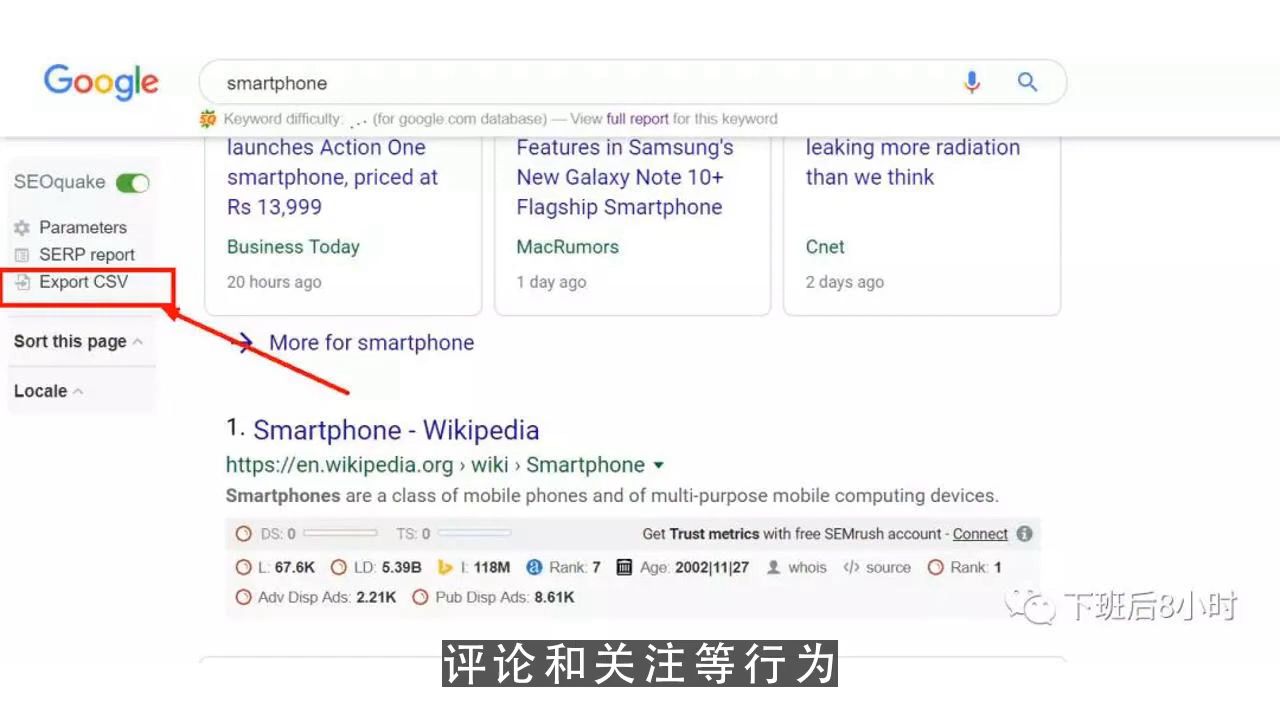 Google
smartphone
Keyword difficulty: ... (for google.com database) — View full report for this keyword
SEOquake
Parameters
SERP report
Export CSV
Sort this page
Locale
launches Action One
smartphone, priced at
Rs 13,999
Business Today
20 hours ago
Features in Samsung's
New Galaxy Note 10+
Flagship Smartphone
MacRumors
1 day ago
leaking more radiation
than we think
Cnet
2 days ago
More for smartphone
1. Smartphone - Wikipedia
https://en.wikipedia.org › wiki › Smartphone
Smartphones are a class of mobile phones and of multi-purpose mobile computing devices.
DS: 0 TS: 0 Get Trust metrics with free SEMrush account - Connect
L: 67.6K LD: 5.39B I: 118M Rank: 7 Age: 2002|11|27 whois </> source Rank: 1
Adv Disp Ads: 2.21K Pub Disp Ads: 8.61K
下班后8小时
评论和关注等行为